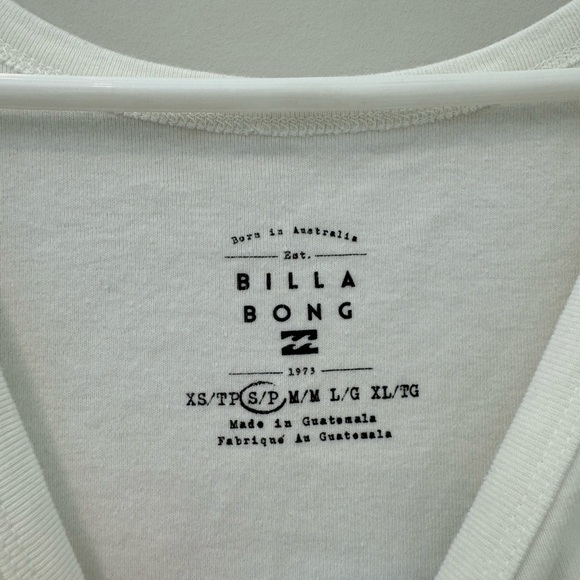 Born in Australia
Est.
BILLA
BONG
1973
XS/TP S/P M/M L/G XL/TG
Made in Guatemala
Fabriqué Au Guatemala